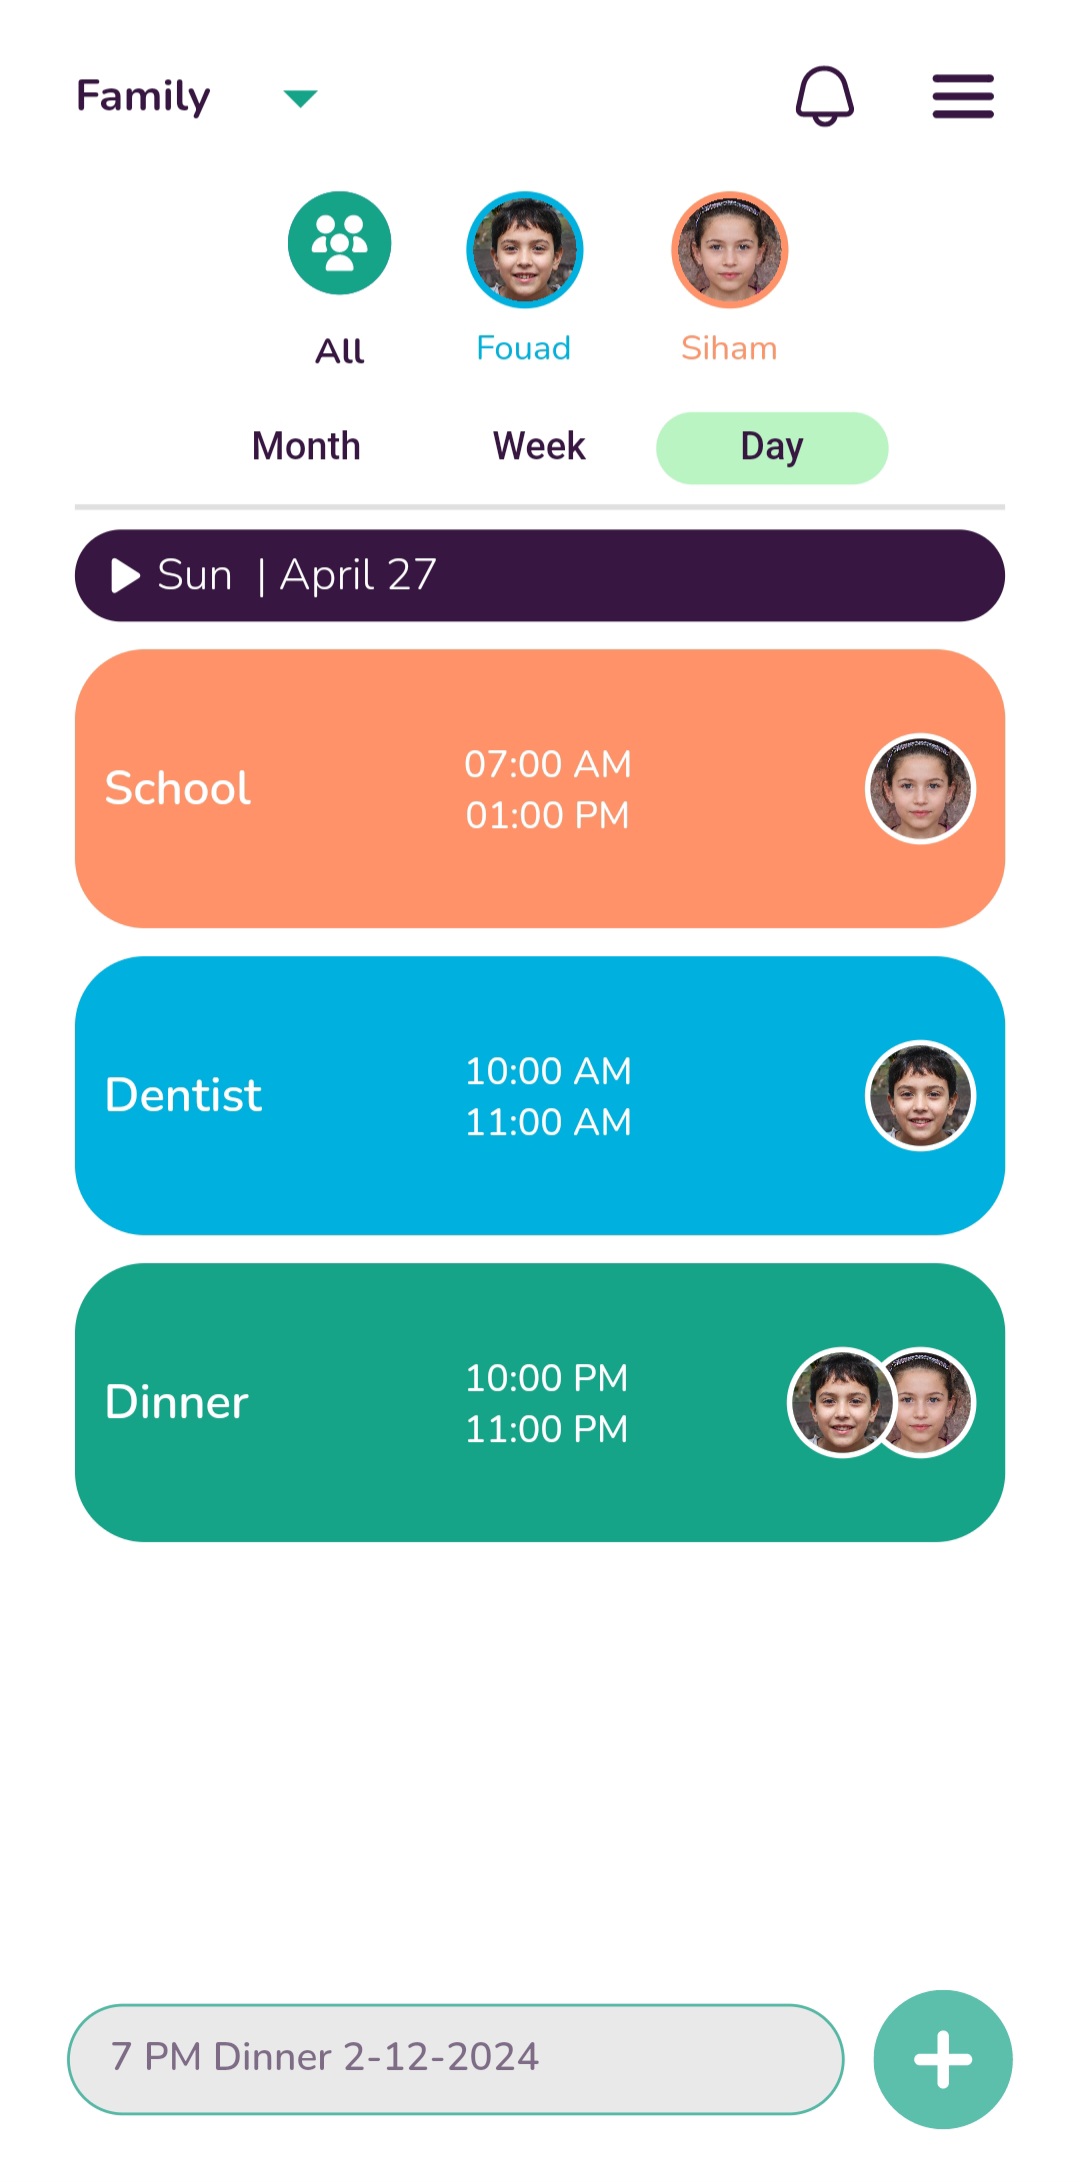 Family
All
Fouad
Siham
Month
Week
Day
Sun | April 27
School
07:00 AM
01:00 PM
Dentist
10:00 AM
11:00 AM
Dinner
10:00 PM
11:00 PM
7 PM Dinner 2-12-2024